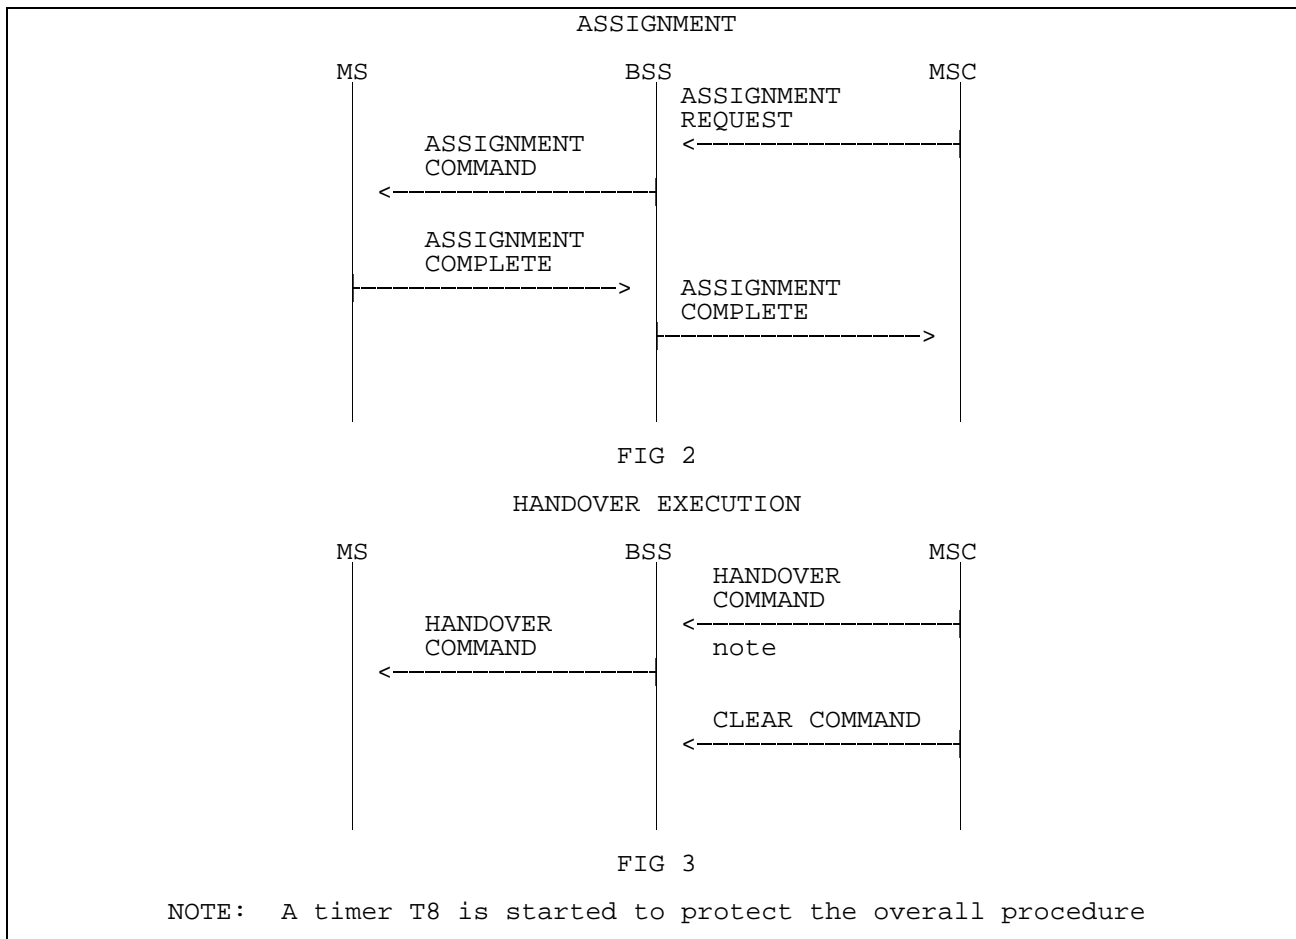 ASSIGNMENT
MS BSS MSC
ASSIGNMENT
REQUEST
ASSIGNMENT
COMMAND
ASSIGNMENT
COMPLETE
ASSIGNMENT
COMPLETE
FIG 2
HANDOVER EXECUTION
MS BSS MSC
HANDOVER
COMMAND
HANDOVER
COMMAND
note
CLEAR COMMAND
FIG 3
NOTE: A timer T8 is started to protect the overall procedure